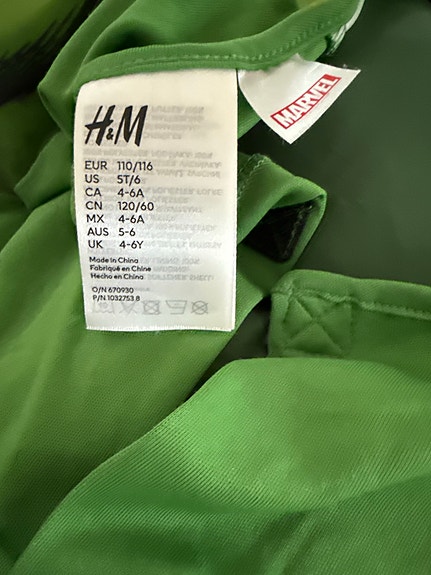 H&M
EUR 110/116
US 5T/6
CA 4-6A
CN 120/60
MX 4-6A
AUS 5-6
UK 4-6Y
Made in China
Fabriqué en Chine
Hecho en China
O/N 670930
P/N 1032753.8
MARVEL